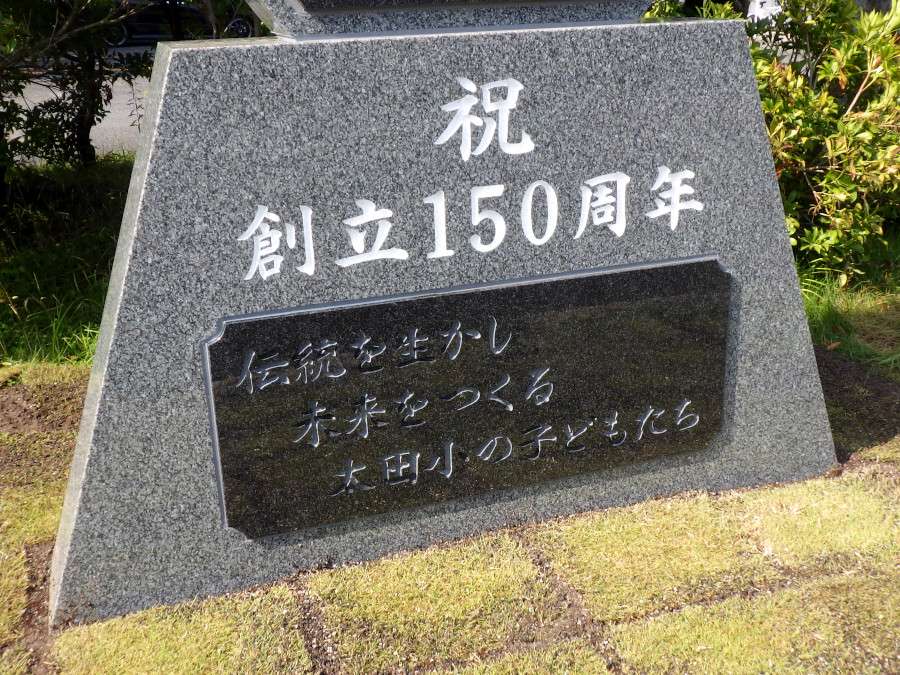 祝
創立150周年
伝統を生かし
未来をつくる
太田小の子どもたち